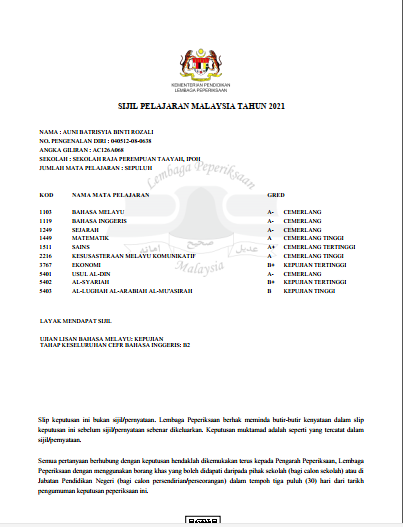 KEMENTERIAN PENDIDIKAN
LEMBAGA PEPERIKSAAN
SIJIL PELAJARAN MALAYSIA TAHUN 2021
NAMA : AUNI BATRISYIA BINTI ROZALI
NO. PENGENALAN DIRI : 040512-08-0638
ANGKA GILIRAN : AC126A068
SEKOLAH : SEKOLAH RAJA PEREMPUAN TAAYAH, IPOH
JUMLAH MATA PELAJARAN : SEPULUH
Lembaga Peperiksaan
KOD NAMA MATA PELAJARAN GRED
1103 BAHASA MELAYU A- CEMERLANG
1119 BAHASA INGGERIS A- CEMERLANG
1249 SEJARAH A- CEMERLANG
1449 MATEMATIK A CEMERLANG TINGGI
1511 SAINS A+ CEMERLANG TERTINGGI
2216 KESUSASTERAAN MELAYU KOMUNIKATIF A CEMERLANG TINGGI
3767 EKONOMI B+ KEPUJIAN TERTINGGI
5401 USUL AL-DIN A- CEMERLANG
5402 AL-SYARIAH B+ KEPUJIAN TERTINGGI
5403 AL-LUGHAH AL-ARABIAH AL-MU'ASIRAH B KEPUJIAN TINGGI
Malaysia
LAYAK MENDAPAT SIJIL
UJIAN LISAN BAHASA MELAYU: KEPUJIAN
TAHAP KESELURUHAN CEFR BAHASA INGGERIS: B2
Slip keputusan ini bukan sijil/pernyataan. Lembaga Peperiksaan berhak meminda butir-butir kenyataan dalam slip
keputusan ini sebelum sijil/pernyataan sebenar dikeluarkan. Keputusan muktamad adalah seperti yang tercatat dalam
sijil/pernyataan.
Semua pertanyaan berhubung dengan keputusan hendaklah dikemukakan terus kepada Pengarah Peperiksaan, Lembaga
Peperiksaan dengan menggunakan borang khas yang boleh didapati daripada pihak sekolah (bagi calon sekolah) atau di
Jabatan Pendidikan Negeri (bagi calon persendirian/perseorangan) dalam tempoh tiga puluh (30) hari dari tarikh
pengumuman keputusan peperiksaan ini.